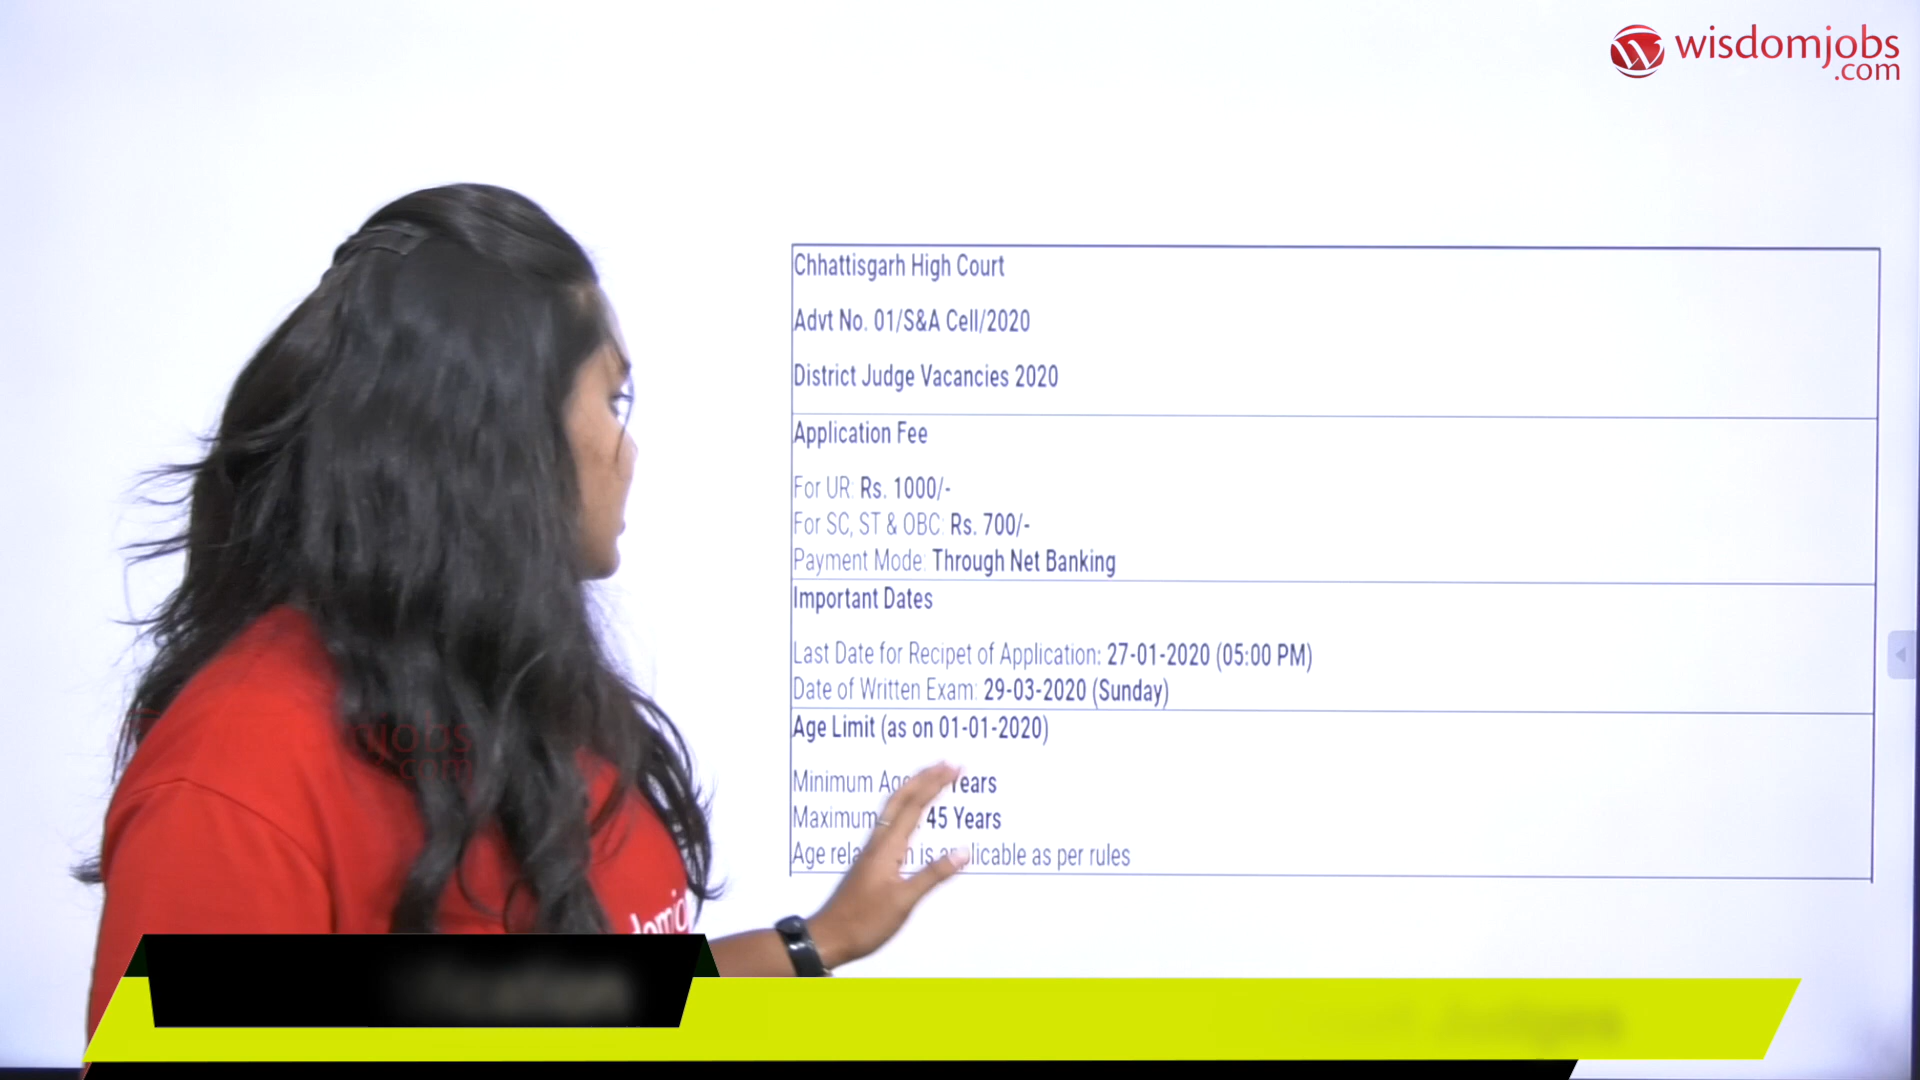 wisdomjobs
.com
Chhattisgarh High Court
Advt No. 01/S&A Cell/2020
District Judge Vacancies 2020
Application Fee
For UR: Rs. 1000/-
For SC, ST & OBC: Rs. 700/-
Payment Mode: Through Net Banking
Important Dates
Last Date for Recipet of Application: 27-01-2020 (05:00 PM)
Date of Written Exam: 29-03-2020 (Sunday)
Age Limit (as on 01-01-2020)
Minimum Years
Maximum 45 Years
Age is applicable as per rules